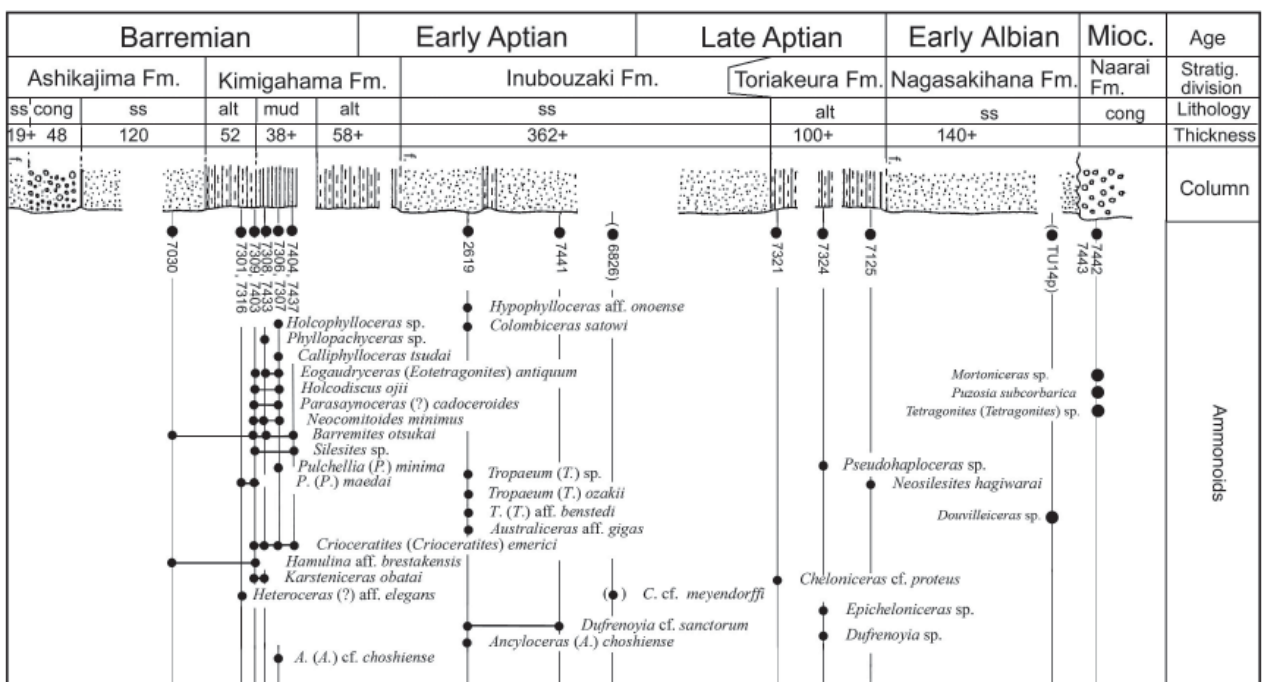 Barremian Early Aptian Late Aptian Early Albian Mioc. Age
Ashikajima Fm. Kimigahama Fm. Inubouzaki Fm. Toriakeura Fm. Nagasakihana Fm. Naarai Fm. Stratig. division
ss cong ss alt mud alt ss alt ss cong Lithology
19+ 48 120 52 38+ 58+ 362+ 100+ 140+ Thickness
f. f. f. Column
7030
7301, 7316
7309, 7403
7308, 7433
7306, 7307
7404, 7437
2619
7441
( 6826)
7321
7324
7125
( TU14p)
7442
7443
Hypophylloceras aff. onoense
Holcophylloceras sp.
Colombiceras satowi
Phyllopachyceras sp.
Calliphylloceras tsudai
Eogaudryceras (Eotetragonites) antiquum
Mortoniceras sp.
Holcodiscus ojii
Puzosia subcorbarica
Parasaynoceras (?) cadoceroides
Tetragonites (Tetragonites) sp.
Neocomitoides minimus
Barremites otsukai
Silesites sp.
Pulchellia (P.) minima
Pseudohaploceras sp.
Tropaeum (T.) sp.
P. (P.) maedai
Neosilesites hagiwarai
Tropaeum (T.) ozakii
T. (T.) aff. benstedi
Douvilleiceras sp.
Australiceras aff. gigas
Crioceratites (Crioceratites) emerici
Hamulina aff. brestakensis
Karsteniceras obatai
Cheloniceras cf. proteus
Heteroceras (?) aff. elegans
( ) C. cf. meyendorffi
Epicheloniceras sp.
Dufrenoyia cf. sanctorum
Dufrenoyia sp.
Ancyloceras (A.) choshiense
A. (A.) cf. choshiense
Ammonoids